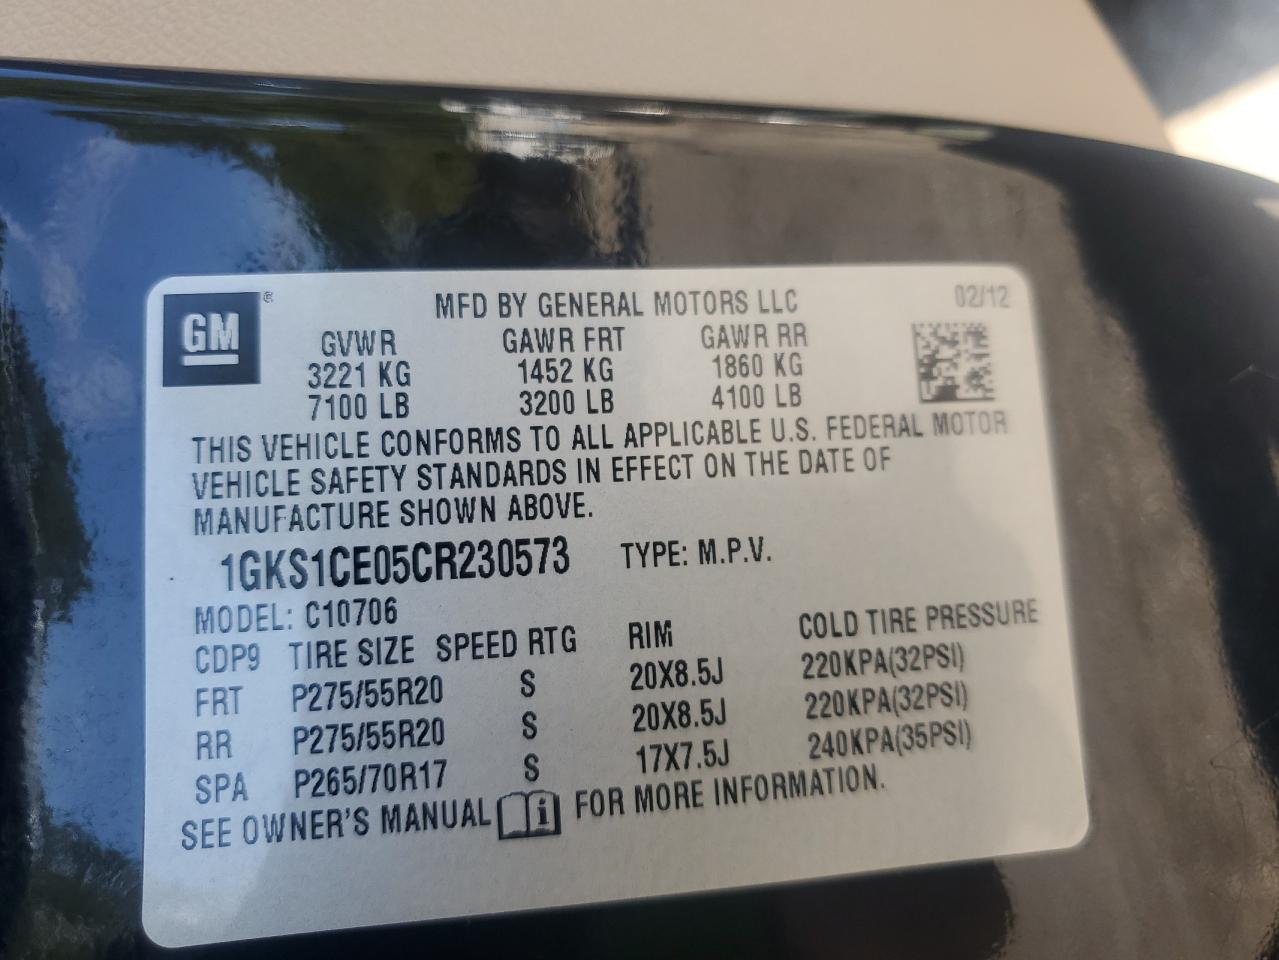 GM ® MFD BY GENERAL MOTORS LLC 02/12
GVWR GAWR FRT GAWR RR
3221 KG 1452 KG 1860 KG
7100 LB 3200 LB 4100 LB
THIS VEHICLE CONFORMS TO ALL APPLICABLE U.S. FEDERAL MOTOR
VEHICLE SAFETY STANDARDS IN EFFECT ON THE DATE OF
MANUFACTURE SHOWN ABOVE.
1GKS1CE05CR230573 TYPE: M.P.V.
MODEL: C10706
CDP9 TIRE SIZE SPEED RTG RIM COLD TIRE PRESSURE
FRT P275/55R20 S 20X8.5J 220KPA(32PSI)
RR P275/55R20 S 20X8.5J 220KPA(32PSI)
SPA P265/70R17 S 17X7.5J 240KPA(35PSI)
SEE OWNER'S MANUAL i FOR MORE INFORMATION.